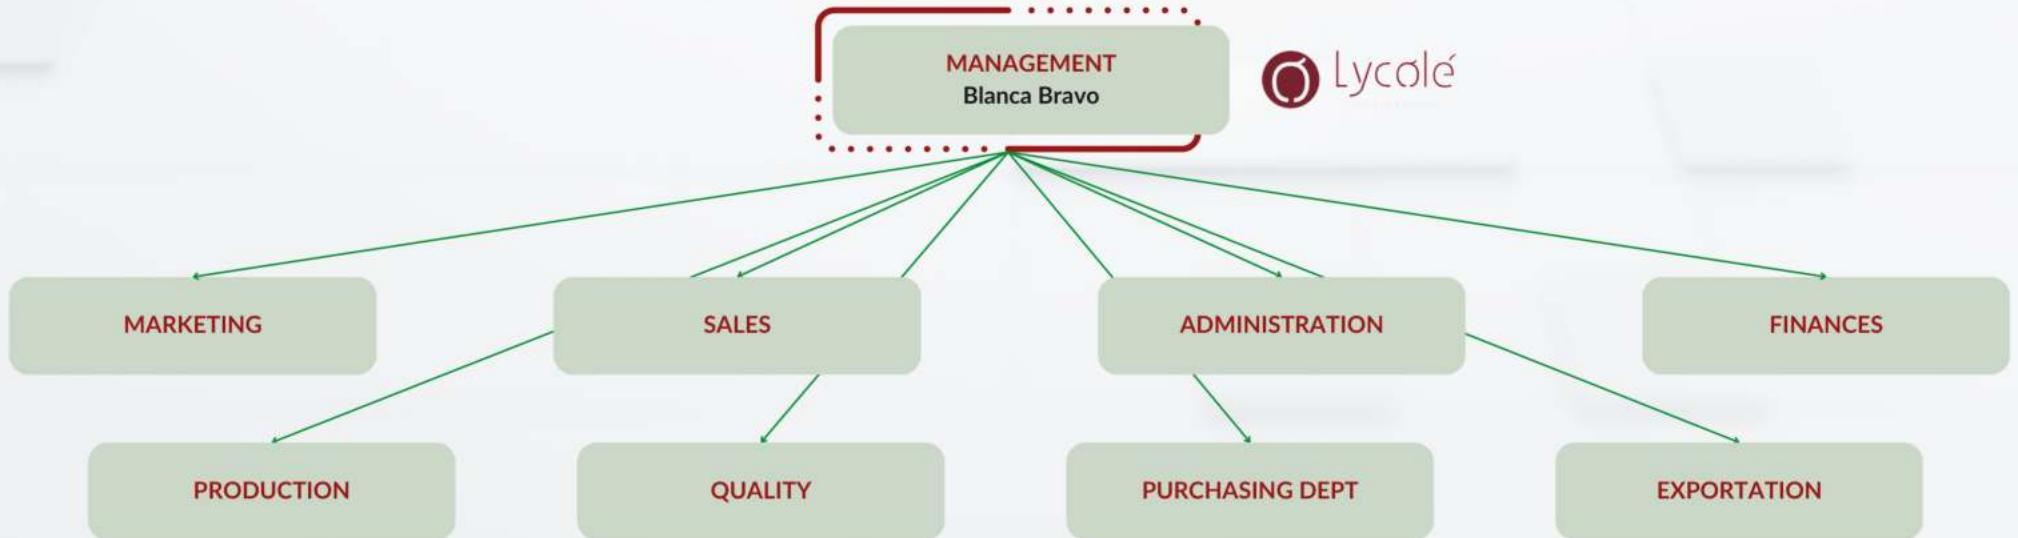 MANAGEMENT
Blanca Bravo
Lycolé
MARKETING
SALES
ADMINISTRATION
FINANCES
PRODUCTION
QUALITY
PURCHASING DEPT
EXPORTATION